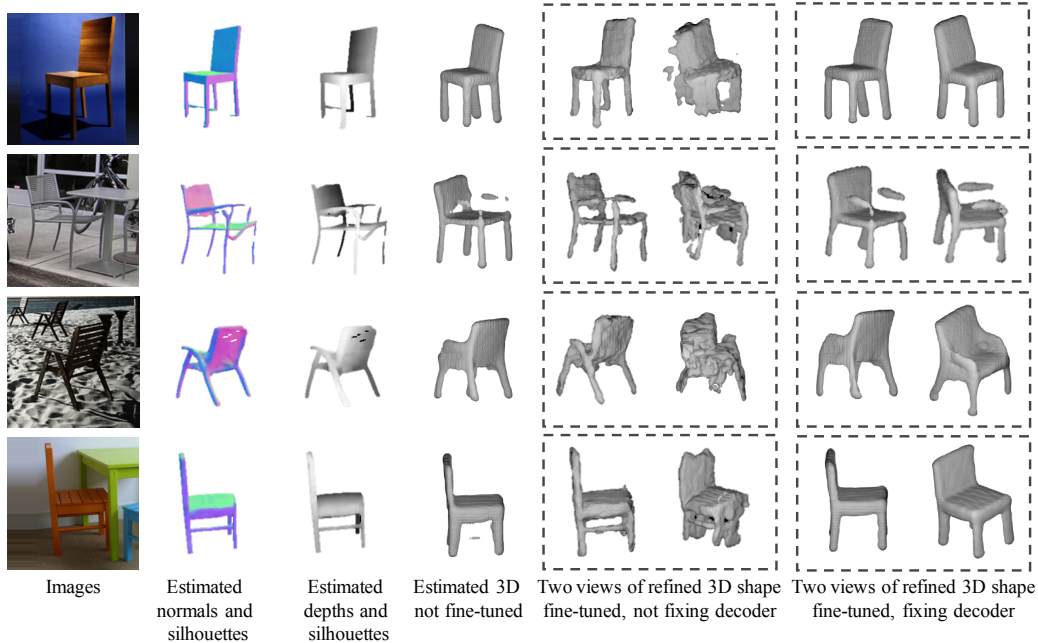 Images
Estimated
normals and
silhouettes
Estimated
depths and
silhouettes
Estimated 3D
not fine-tuned
Two views of refined 3D shape
fine-tuned, not fixing decoder
Two views of refined 3D shape
fine-tuned, fixing decoder